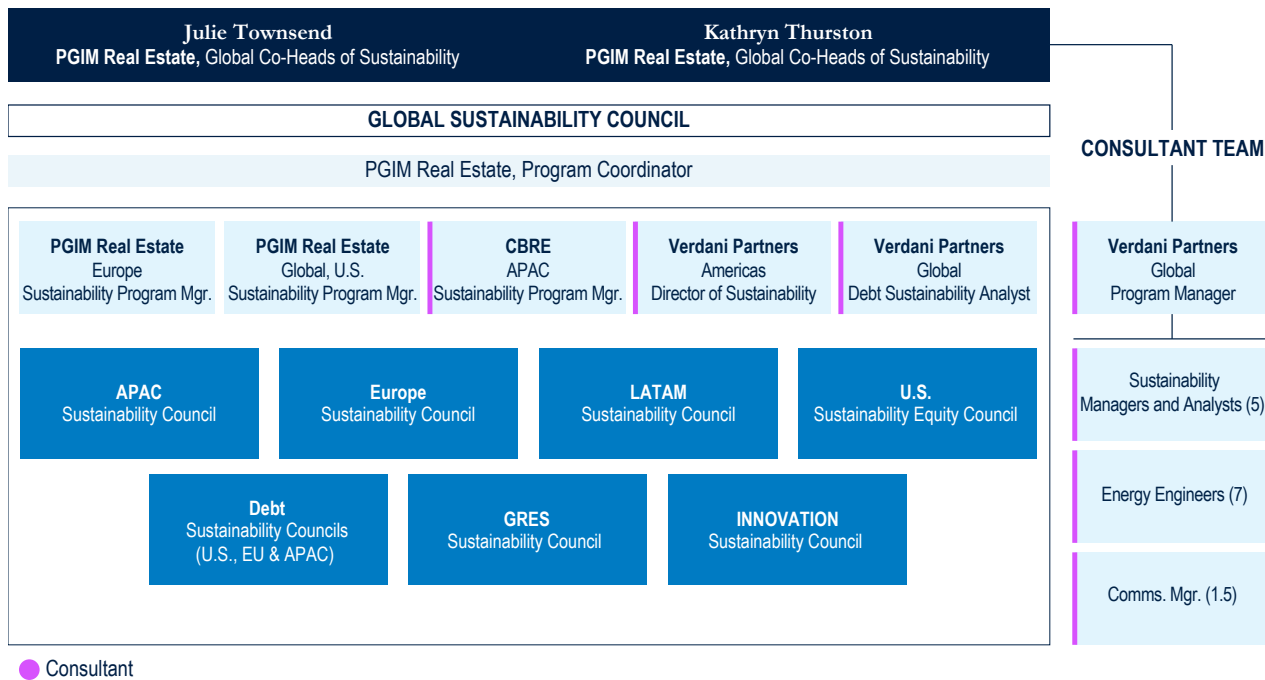 Julie Townsend
PGIM Real Estate, Global Co-Heads of Sustainability
Kathryn Thurston
PGIM Real Estate, Global Co-Heads of Sustainability
GLOBAL SUSTAINABILITY COUNCIL
PGIM Real Estate, Program Coordinator
CONSULTANT TEAM
PGIM Real Estate
Europe
Sustainability Program Mgr.
PGIM Real Estate
Global, U.S.
Sustainability Program Mgr.
CBRE
APAC
Sustainability Program Mgr.
Verdani Partners
Americas
Director of Sustainability
Verdani Partners
Global
Debt Sustainability Analyst
Verdani Partners
Global
Program Manager
APAC
Sustainability Council
Europe
Sustainability Council
LATAM
Sustainability Council
U.S.
Sustainability Equity Council
Sustainability
Managers and Analysts (5)
Debt
Sustainability Councils
(U.S., EU & APAC)
GRES
Sustainability Council
INNOVATION
Sustainability Council
Energy Engineers (7)
Comms. Mgr. (1.5)
Consultant